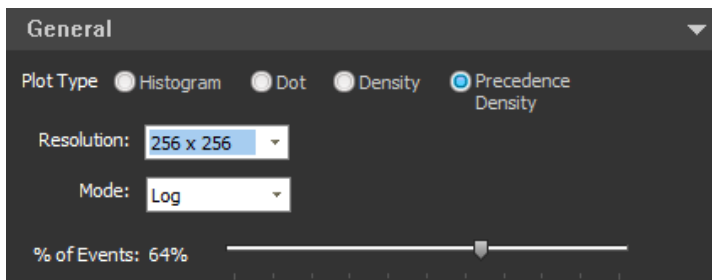 General
Plot Type Histogram Dot Density Precedence
Density
Resolution: 256 x 256
Mode: Log
% of Events: 64%